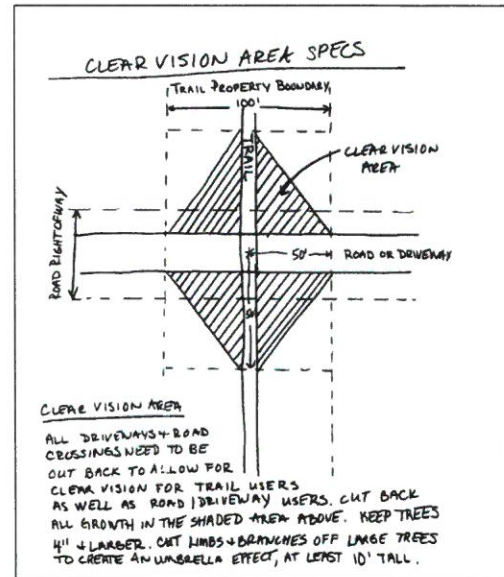 CLEAR VISION AREA SPECS
TRAIL PROPERTY BOUNDARY
100'
TRAIL
CLEAR VISION
AREA
ROAD RIGHT OF WAY
50'
ROAD OR DRIVEWAY
CLEAR VISION AREA
ALL DRIVEWAYS + ROAD
CROSSINGS NEED TO BE
CUT BACK TO ALLOW FOR
CLEAR VISION FOR TRAIL USERS
AS WELL AS ROAD/DRIVEWAY USERS. CUT BACK
ALL GROWTH IN THE SHADED AREA ABOVE. KEEP TREES
4" + LARGER. CUT LIMBS + BRANCHES OFF LARGE TREES
TO CREATE AN UMBRELLA EFFECT, AT LEAST 10' TALL.